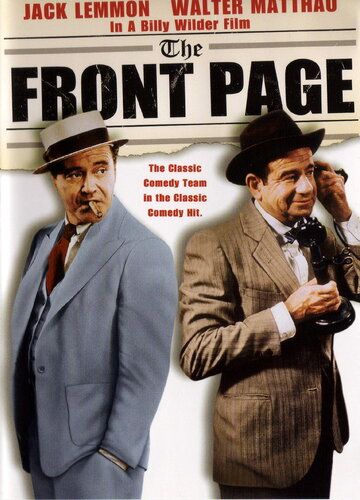 JACK LEMMON WALTER MATTHAU
In A Billy Wilder Film
The
FRONT PAGE
The Classic
Comedy Team
in the Classic
Comedy Hit.